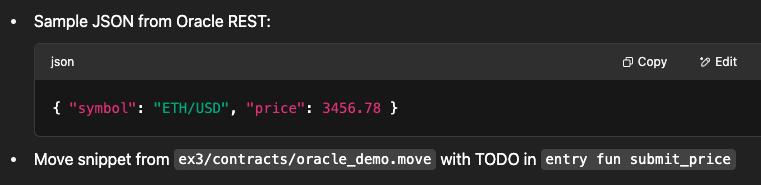 • Sample JSON from Oracle REST:
json Copy Edit
{ "symbol": "ETH/USD", "price": 3456.78 }
• Move snippet from ex3/contracts/oracle_demo.move with TODO in entry fun submit_price